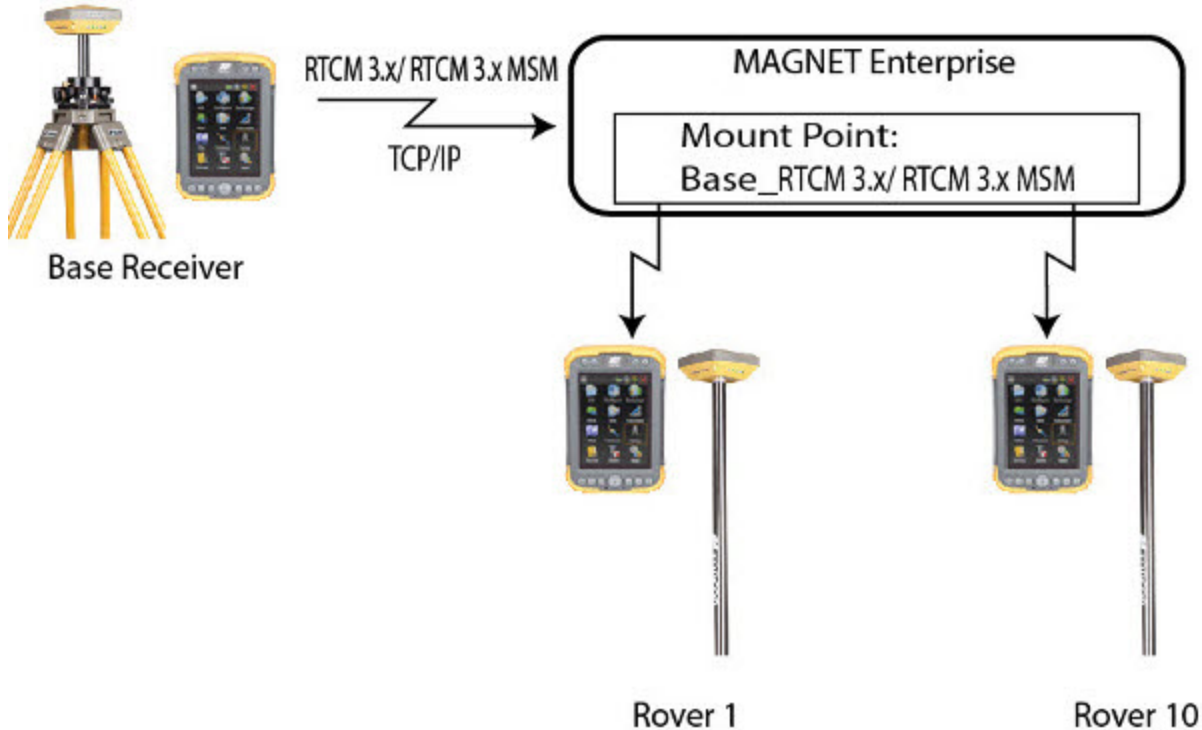 RTCM 3.x/ RTCM 3.x MSM
TCP/IP
Base Receiver
MAGNET Enterprise
Mount Point:
Base_RTCM 3.x/ RTCM 3.x MSM
Rover 1
Rover 10